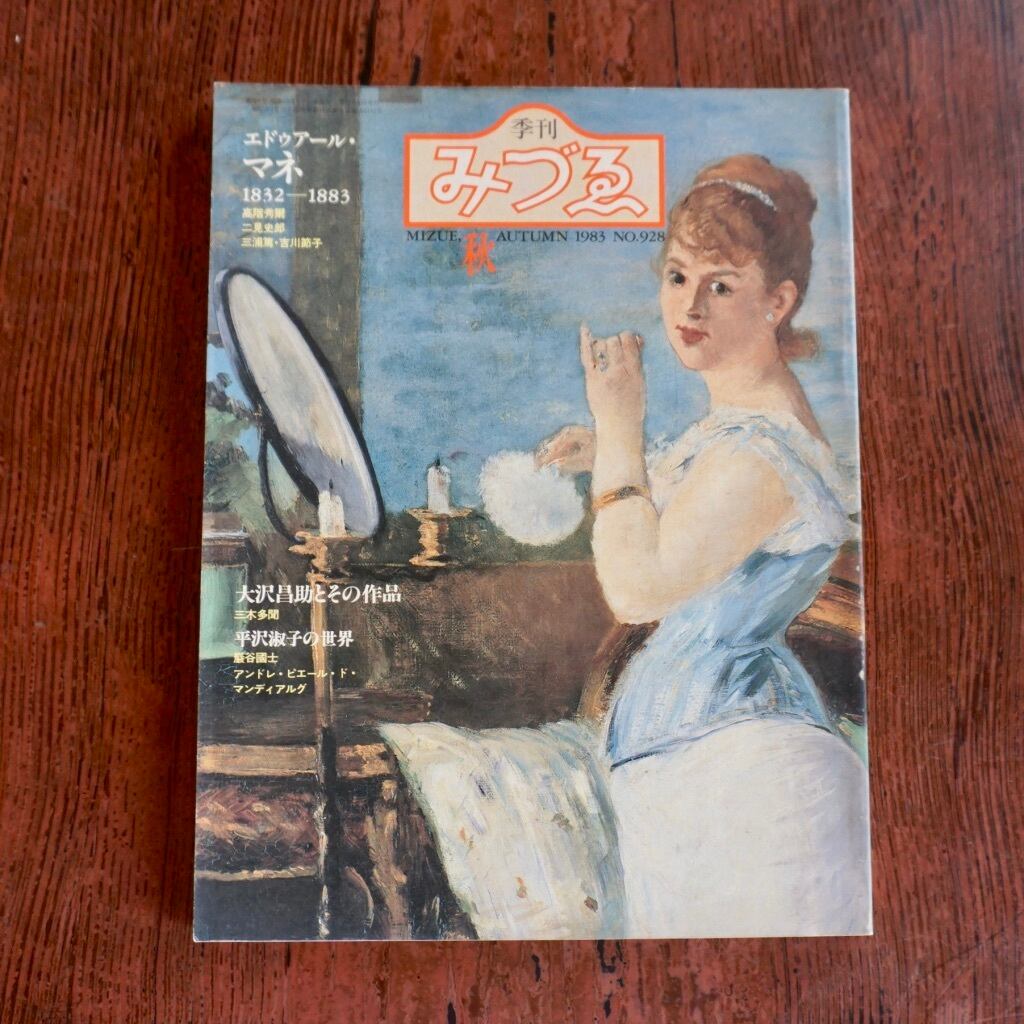 エドゥアール・
マネ
1832—1883
高階秀爾
二見史郎
三浦篤・吉川節子
季刊
みづゑ
MIZUE, 秋 AUTUMN 1983 NO.928
大沢昌助とその作品
三木多聞
平沢淑子の世界
巖谷國士
アンドレ・ピエール・ド・
マンディアルグ